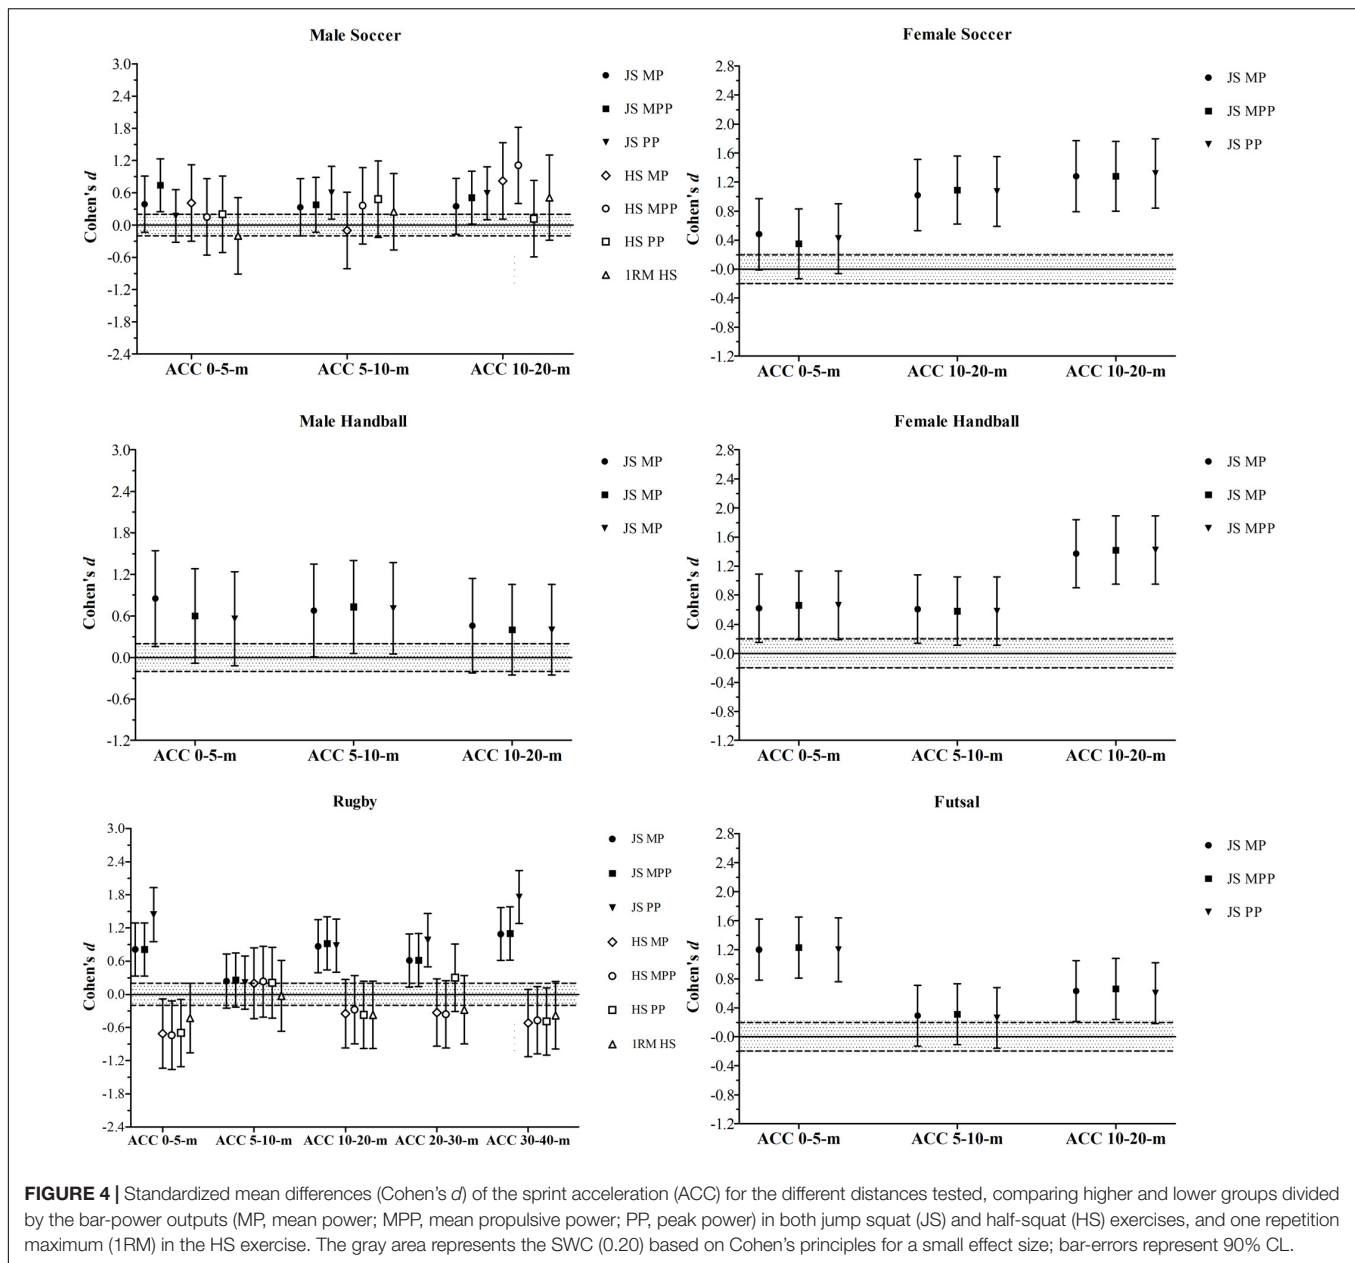 Male Soccer
3.0
2.4
1.8
1.2
0.6
0.0
-0.6
-1.2
-1.8
-2.4
Cohen's d
ACC 0-5-m
ACC 5-10-m
ACC 10-20-m
JS MP
JS MPP
JS PP
HS MP
HS MPP
HS PP
1RM HS
Female Soccer
2.8
2.4
2.0
1.6
1.2
0.8
0.4
-0.0
-0.4
-0.8
-1.2
Cohen's d
ACC 0-5-m
ACC 10-20-m
ACC 10-20-m
JS MP
JS MPP
JS PP
Male Handball
3.0
2.4
1.8
1.2
0.6
0.0
-0.6
-1.2
Cohen's d
ACC 0-5-m
ACC 5-10-m
ACC 10-20-m
JS MP
JS MP
JS MP
Female Handball
2.8
2.4
2.0
1.6
1.2
0.8
0.4
-0.0
-0.4
-0.8
-1.2
Cohen's d
ACC 0-5-m
ACC 5-10-m
ACC 10-20-m
JS MP
JS MP
JS MPP
Rugby
3.0
2.4
1.8
1.2
0.6
0.0
-0.6
-1.2
-1.8
-2.4
Cohen's d
ACC 0-5-m
ACC 5-10-m
ACC 10-20-m
ACC 20-30-m
ACC 30-40-m
JS MP
JS MPP
JS PP
HS MP
HS MPP
HS PP
1RM HS
Futsal
2.8
2.4
2.0
1.6
1.2
0.8
0.4
-0.0
-0.4
-0.8
-1.2
Cohen's d
ACC 0-5-m
ACC 5-10-m
ACC 10-20-m
JS MP
JS MPP
JS PP
FIGURE 4 | Standardized mean differences (Cohen's d) of the sprint acceleration (ACC) for the different distances tested, comparing higher and lower groups divided
by the bar-power outputs (MP, mean power; MPP, mean propulsive power; PP, peak power) in both jump squat (JS) and half-squat (HS) exercises, and one repetition
maximum (1RM) in the HS exercise. The gray area represents the SWC (0.20) based on Cohen's principles for a small effect size; bar-errors represent 90% CL.